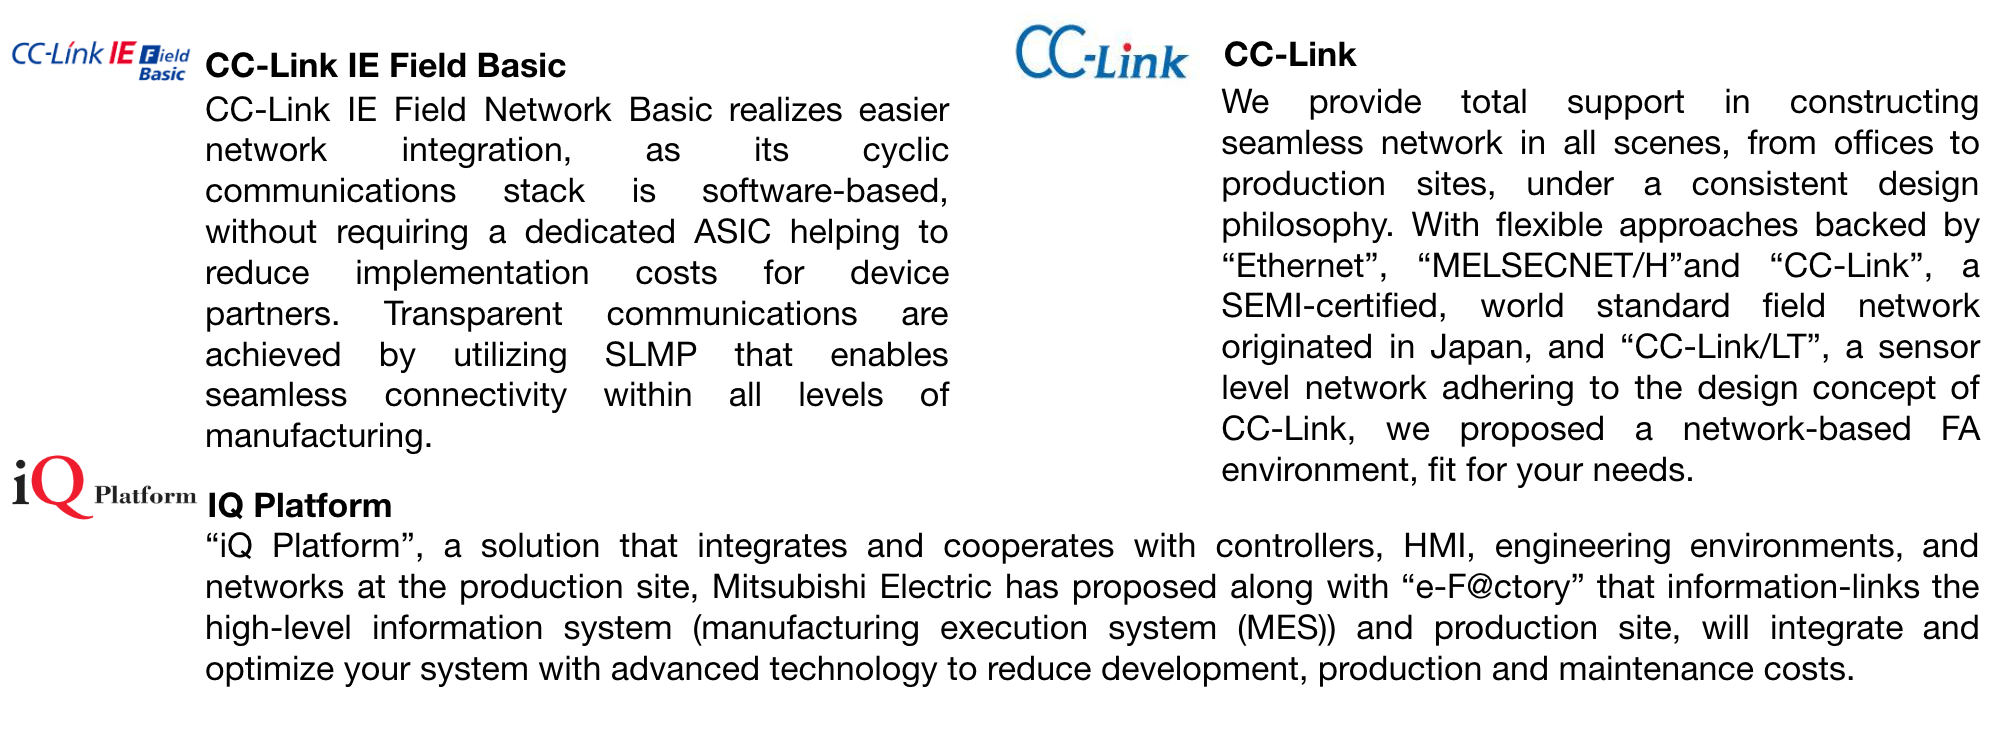 CC-Link IE Field
Basic
CC-Link IE Field Basic
CC-Link IE Field Network Basic realizes easier
network integration, as its cyclic
communications stack is software-based,
without requiring a dedicated ASIC helping to
reduce implementation costs for device
partners. Transparent communications are
achieved by utilizing SLMP that enables
seamless connectivity within all levels of
manufacturing.
CC-Link
CC-Link
We provide total support in constructing
seamless network in all scenes, from offices to
production sites, under a consistent design
philosophy. With flexible approaches backed by
“Ethernet”, “MELSECNET/H”and “CC-Link”, a
SEMI-certified, world standard field network
originated in Japan, and “CC-Link/LT”, a sensor
level network adhering to the design concept of
CC-Link, we proposed a network-based FA
environment, fit for your needs.
iQ Platform
IQ Platform
“iQ Platform”, a solution that integrates and cooperates with controllers, HMI, engineering environments, and
networks at the production site, Mitsubishi Electric has proposed along with “e-F@ctory” that information-links the
high-level information system (manufacturing execution system (MES)) and production site, will integrate and
optimize your system with advanced technology to reduce development, production and maintenance costs.